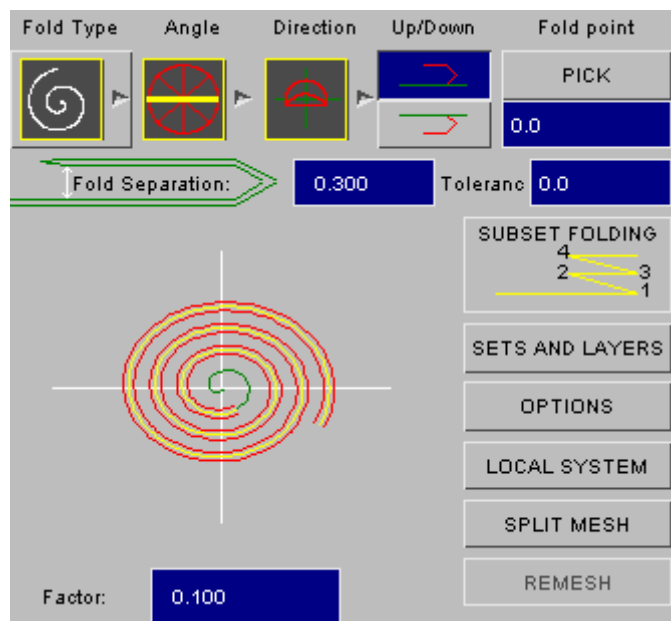 Fold Type Angle Direction Up/Down Fold point
PICK
0.0
Fold Separation: 0.300 Toleranc 0.0
SUBSET FOLDING
4
2 3
1
SETS AND LAYERS
OPTIONS
LOCAL SYSTEM
SPLIT MESH
REMESH
Factor: 0.100